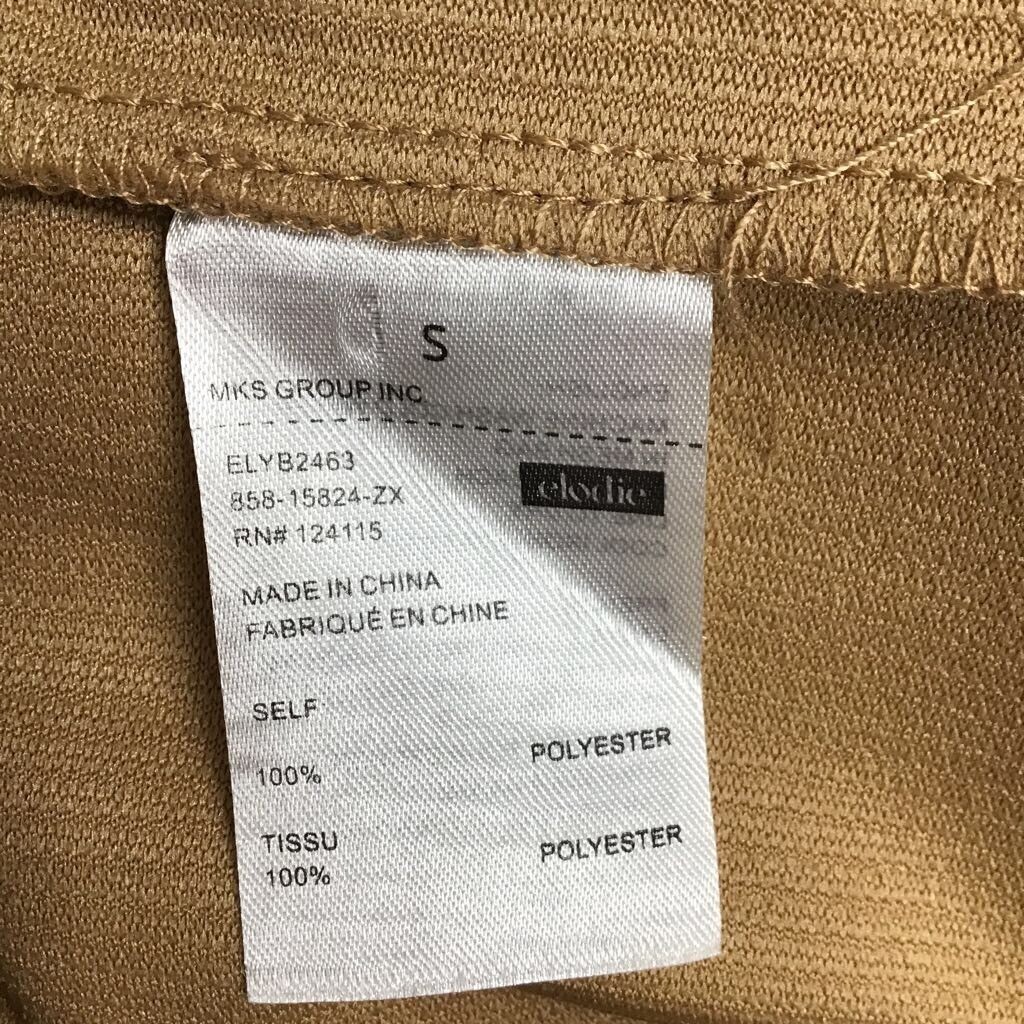 S
MKS GROUP INC
ELYB2463
858-15824-ZX
elodie
RN# 124115
MADE IN CHINA
FABRIQUÉ EN CHINE
SELF
100% POLYESTER
TISSU
100% POLYESTER